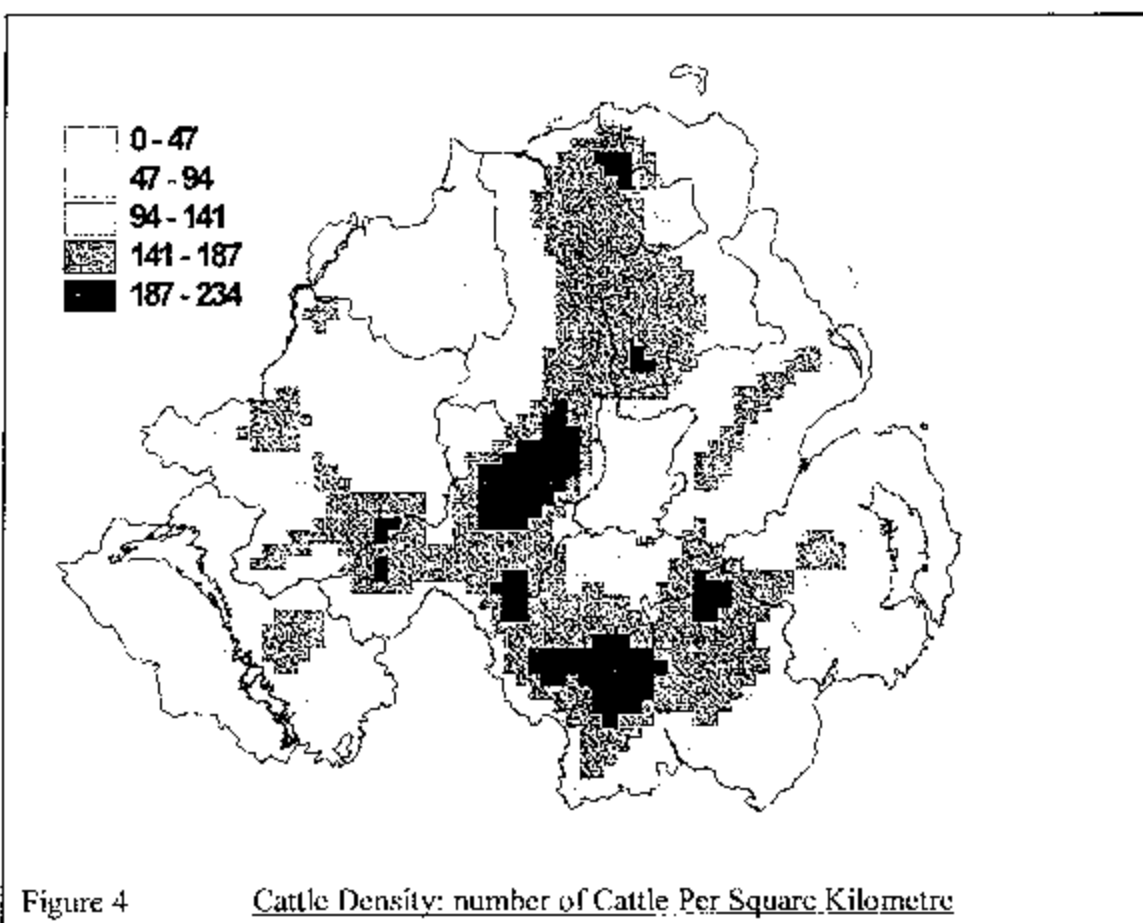 0 - 47
47 - 94
94 - 141
141 - 187
187 - 234
Figure 4 Cattle Density: number of Cattle Per Square Kilometre